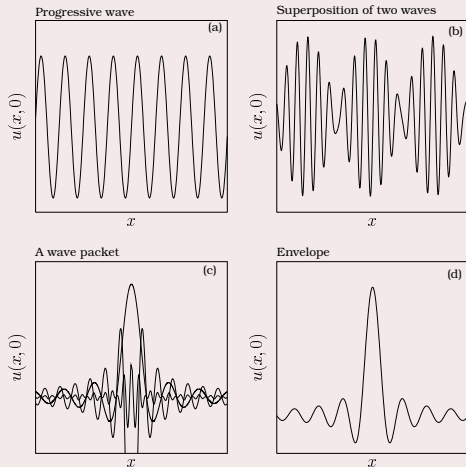 Progressive wave
(a)
u(x, 0)
x
Superposition of two waves
(b)
u(x, 0)
x
A wave packet
(c)
u(x, 0)
x
Envelope
(d)
u(x, 0)
x